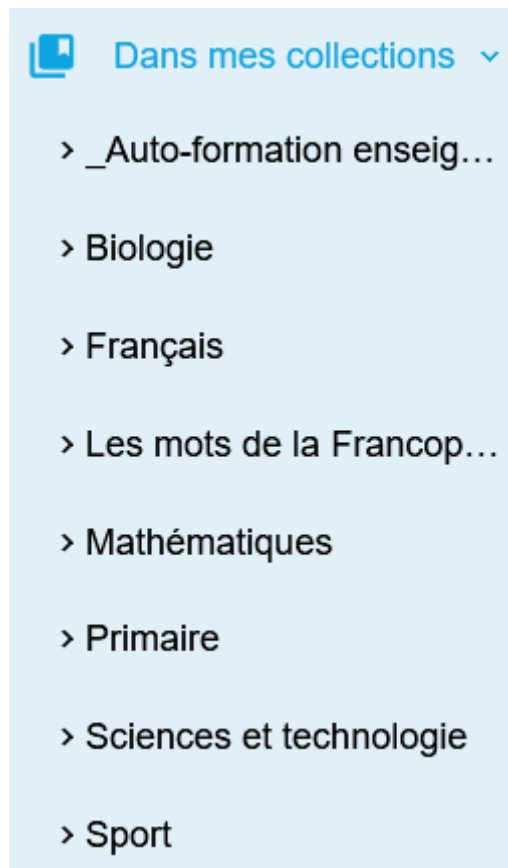 Dans mes collections
_Auto-formation enseig…
Biologie
Français
Les mots de la Francop…
Mathématiques
Primaire
Sciences et technologie
Sport